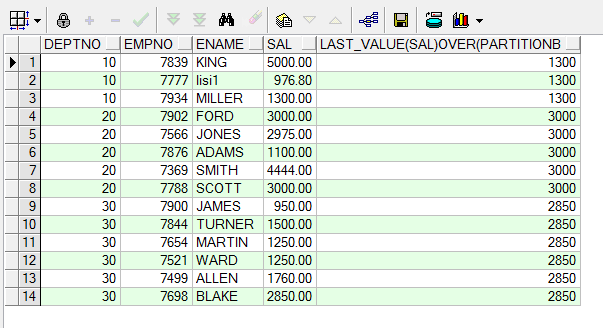 DEPTNO EMPNO ENAME SAL LAST_VALUE(SAL)OVER(PARTITIONB
1 10 7839 KING 5000.00 1300
2 10 7777 lisi1 976.80 1300
3 10 7934 MILLER 1300.00 1300
4 20 7902 FORD 3000.00 3000
5 20 7566 JONES 2975.00 3000
6 20 7876 ADAMS 1100.00 3000
7 20 7369 SMITH 4444.00 3000
8 20 7788 SCOTT 3000.00 3000
9 30 7900 JAMES 950.00 2850
10 30 7844 TURNER 1500.00 2850
11 30 7654 MARTIN 1250.00 2850
12 30 7521 WARD 1250.00 2850
13 30 7499 ALLEN 1760.00 2850
14 30 7698 BLAKE 2850.00 2850